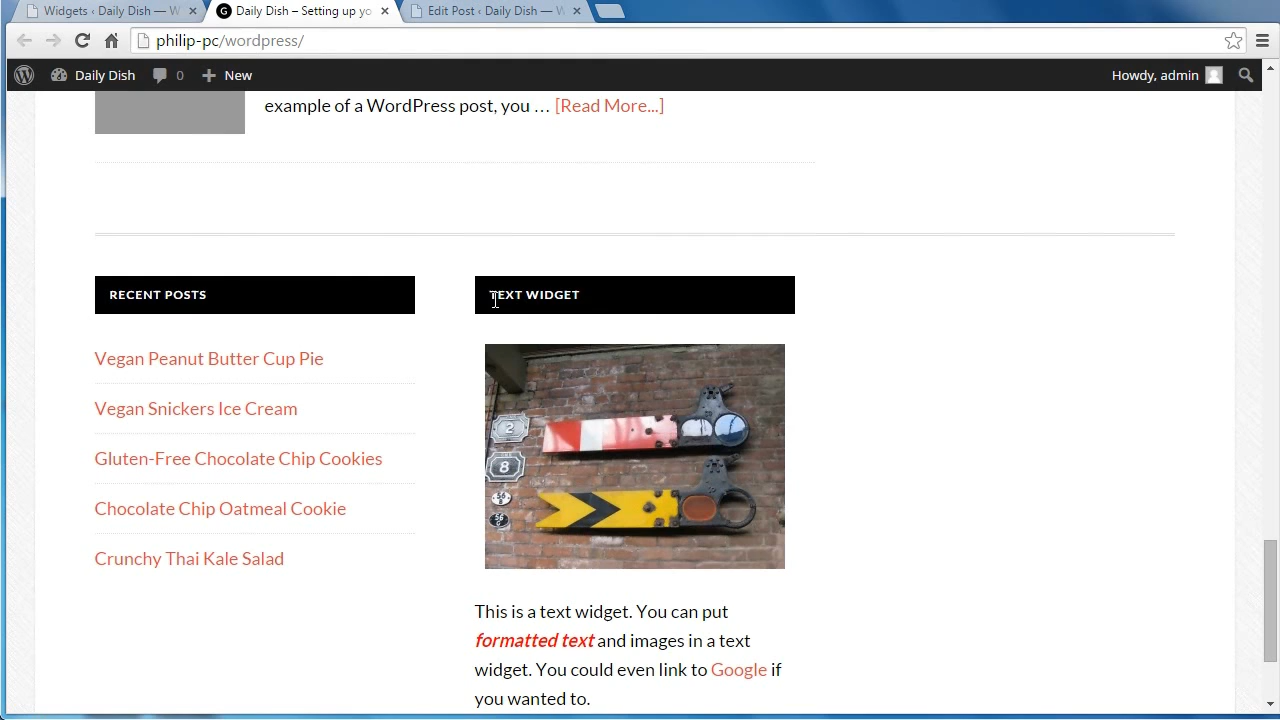 Widgets ‹ Daily Dish — W
Daily Dish – Setting up yo
Edit Post ‹ Daily Dish — W
philip-pc/wordpress/
Daily Dish
0
New
Howdy, admin
example of a WordPress post, you … [Read More...]
RECENT POSTS
Vegan Peanut Butter Cup Pie
Vegan Snickers Ice Cream
Gluten-Free Chocolate Chip Cookies
Chocolate Chip Oatmeal Cookie
Crunchy Thai Kale Salad
TEXT WIDGET
2
8
This is a text widget. You can put
formatted text and images in a text
widget. You could even link to Google if
you wanted to.